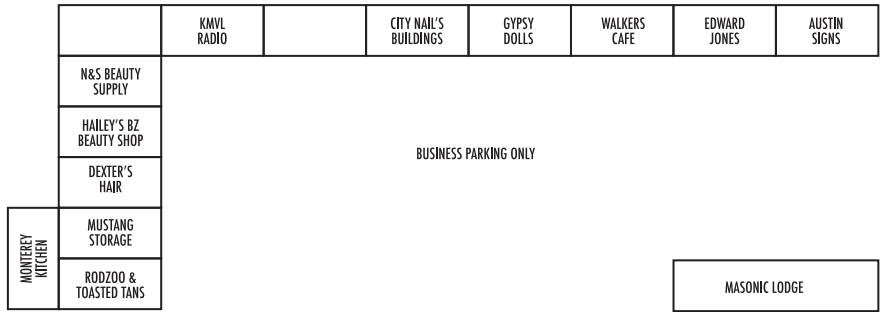 KMVL
RADIO
CITY NAIL'S
BUILDINGS
GYPSY
DOLLS
WALKERS
CAFE
EDWARD
JONES
AUSTIN
SIGNS
N&S BEAUTY
SUPPLY
HAILEY'S BZ
BEAUTY SHOP
DEXTER'S
HAIR
BUSINESS PARKING ONLY
MUSTANG
STORAGE
MONTEREY
KITCHEN
RODZOO &
TOASTED TANS
MASONIC LODGE